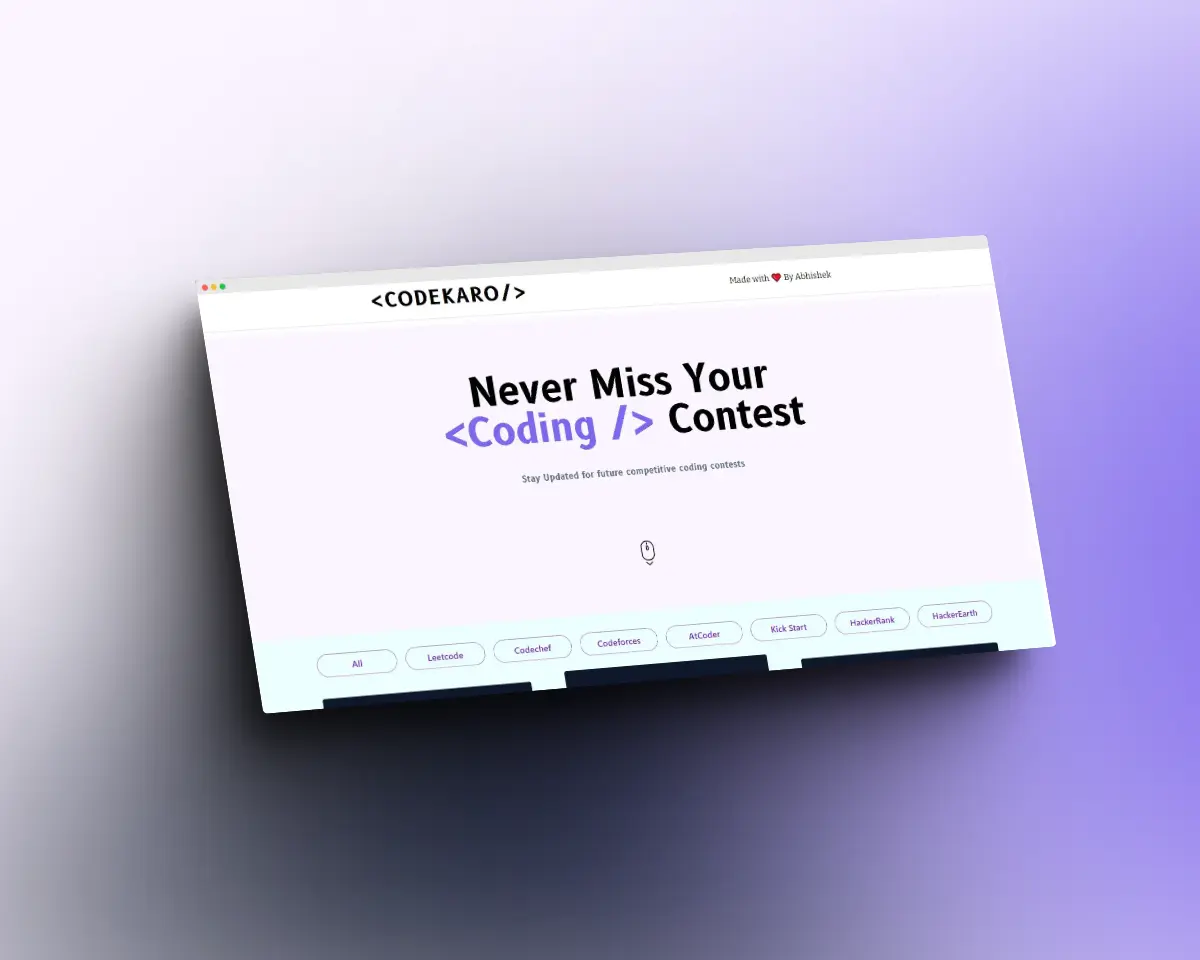 <CODEKARO/>
Made with ❤ By Abhishek
Never Miss Your
<Coding /> Contest
Stay Updated for future competitive coding contests
All
Leetcode
Codechef
Codeforces
AtCoder
Kick Start
HackerRank
HackerEarth